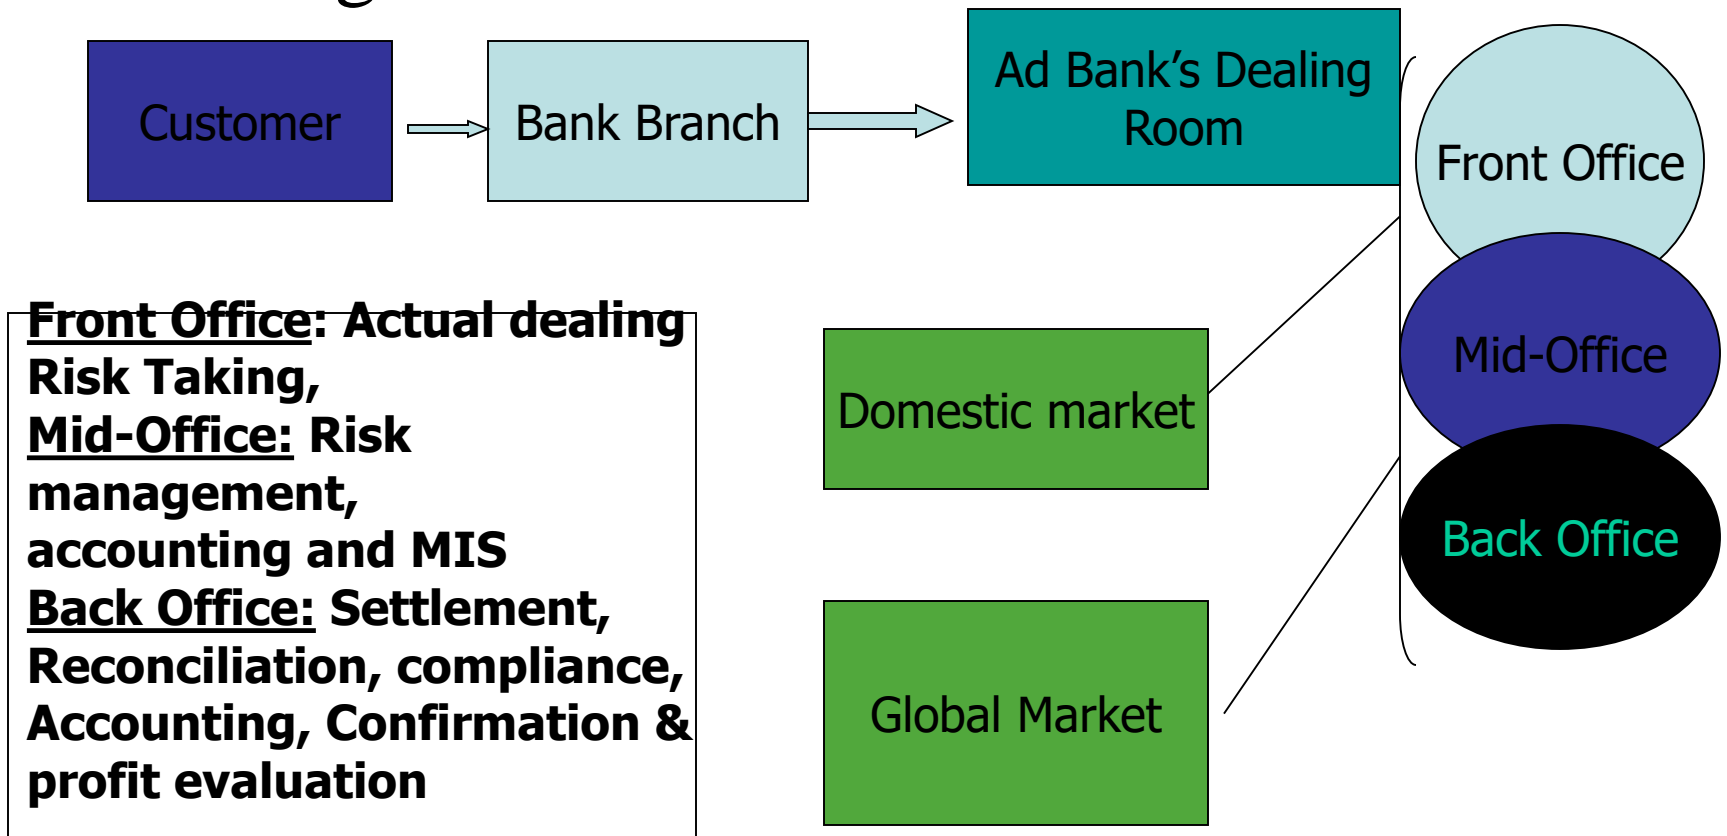 Customer
Bank Branch
Ad Bank’s Dealing
Room
Front Office
Mid-Office
Back Office
Domestic market
Global Market
Front Office: Actual dealing
Risk Taking,
Mid-Office: Risk
management,
accounting and MIS
Back Office: Settlement,
Reconciliation, compliance,
Accounting, Confirmation &
profit evaluation